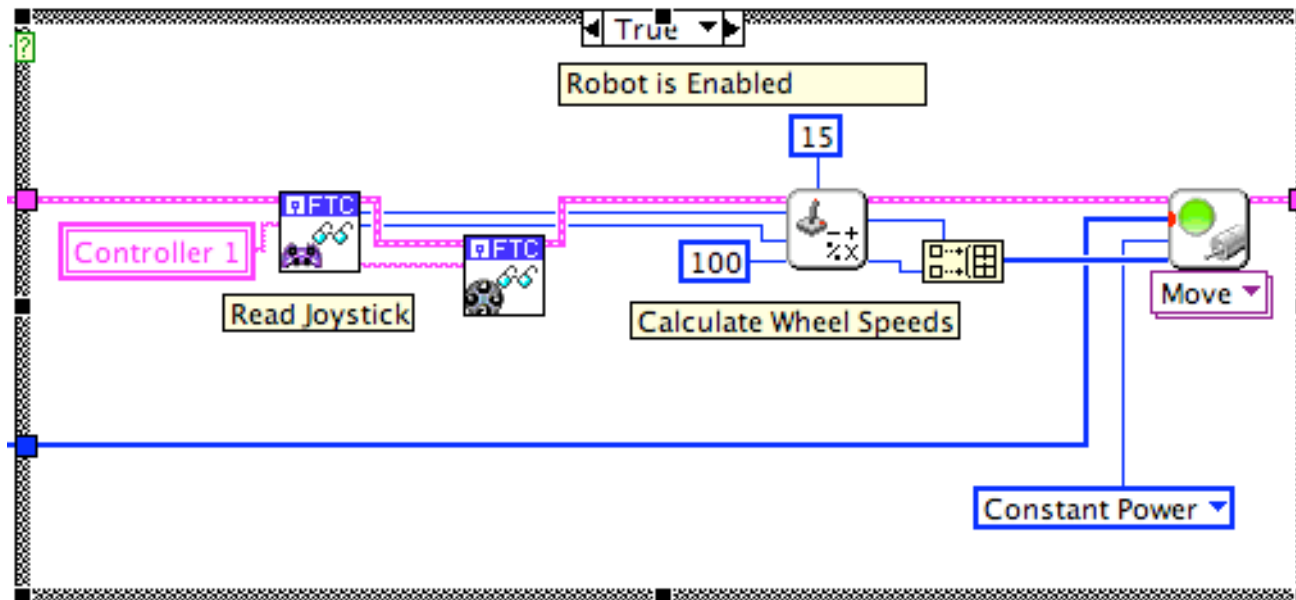 True
?
Robot is Enabled
15
FTC
Controller 1
FTC
100
Read Joystick
Calculate Wheel Speeds
Move
Constant Power